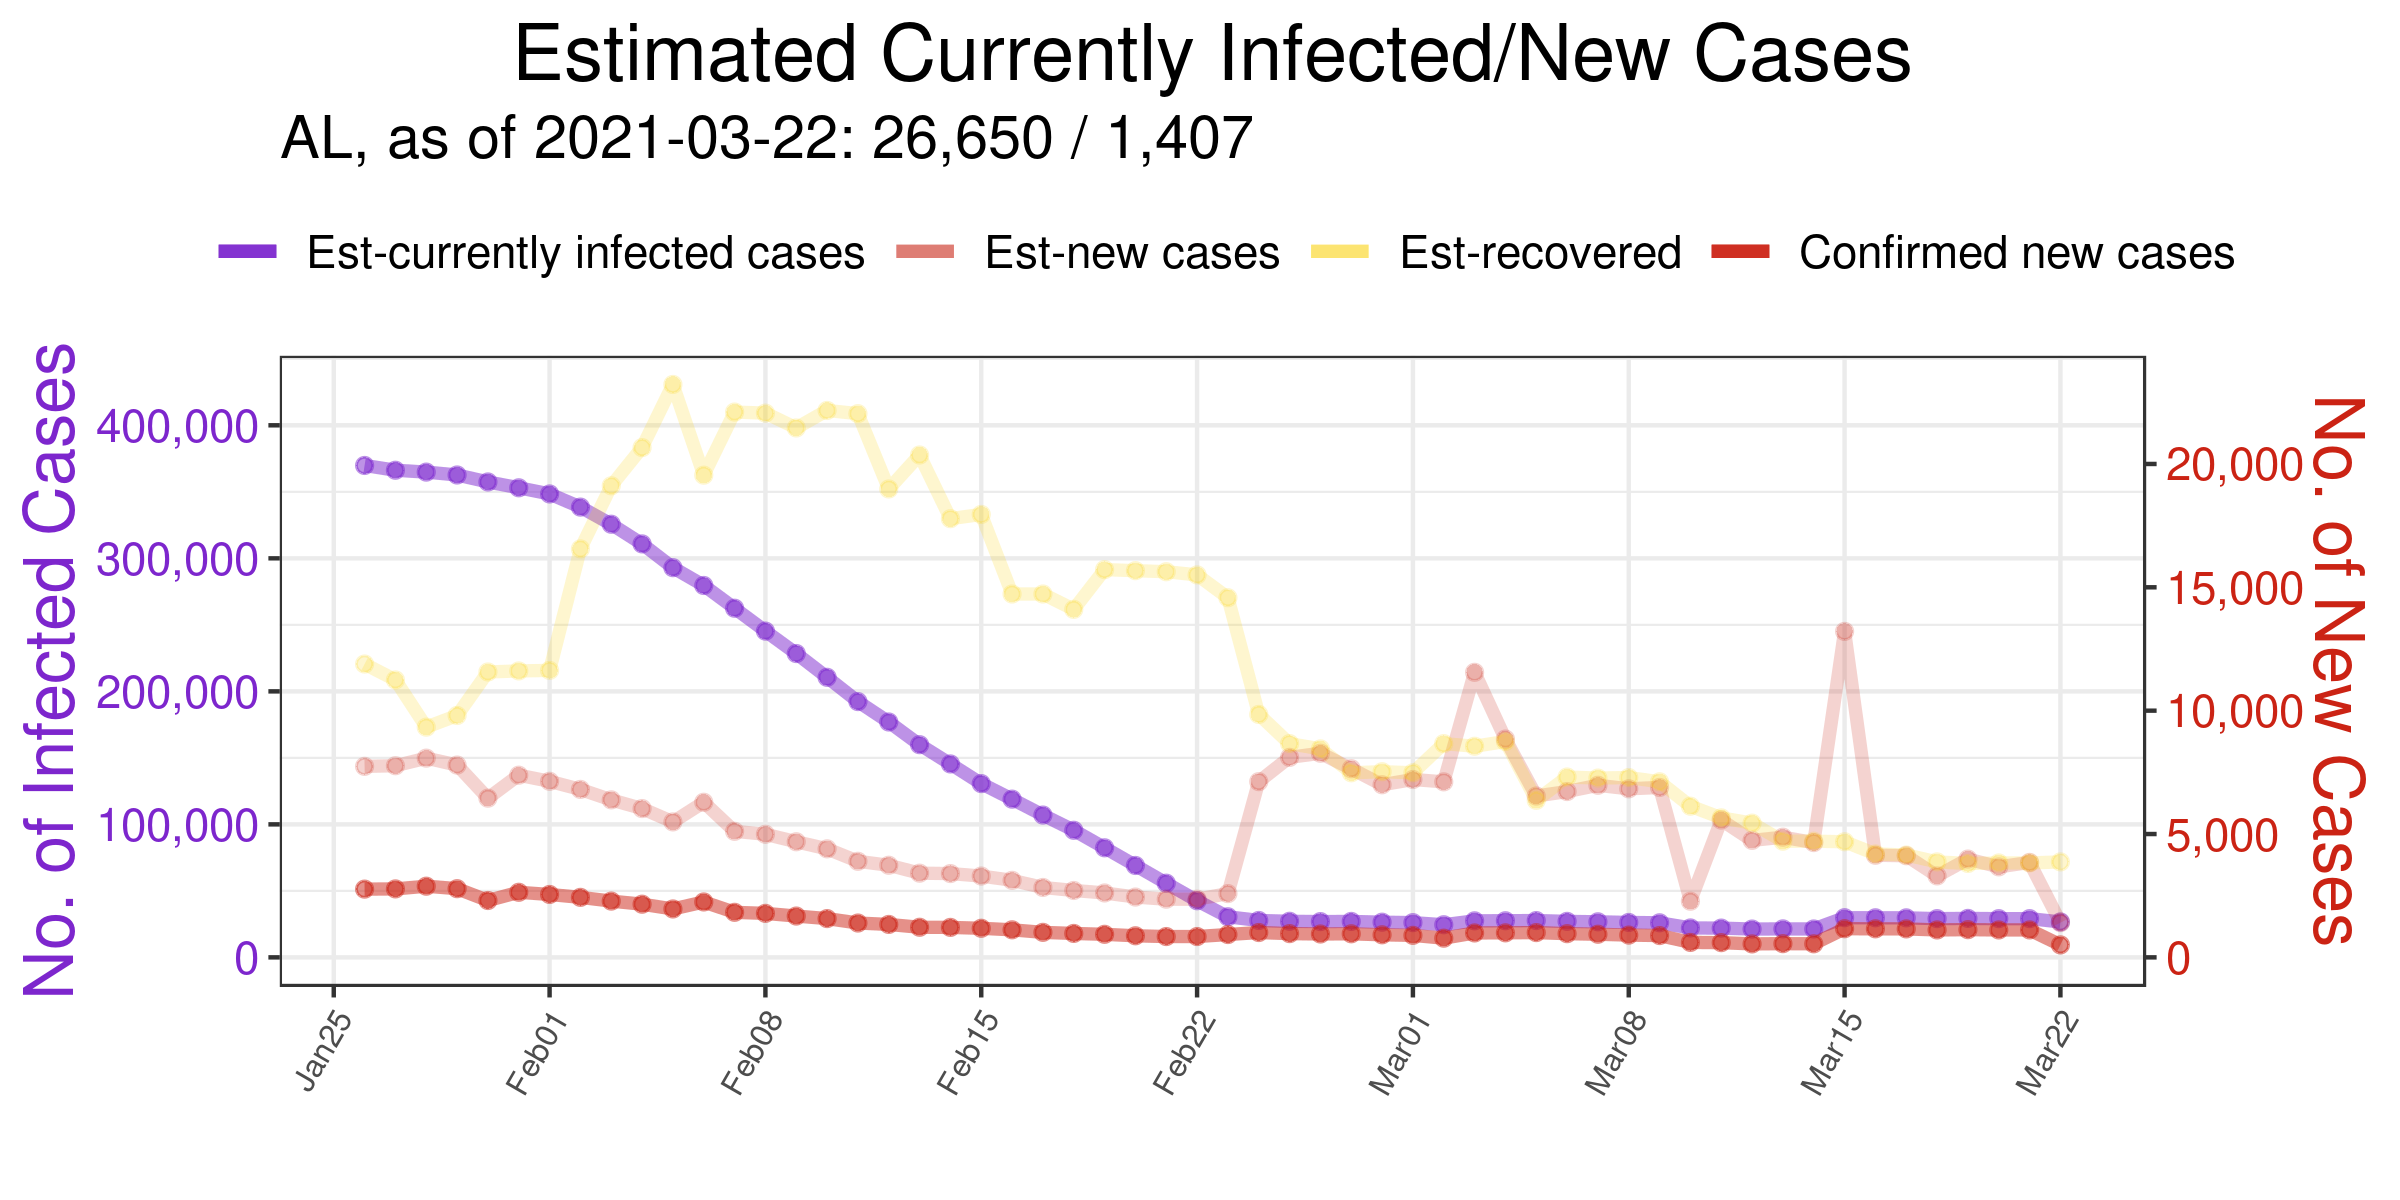 Estimated Currently Infected/New Cases
AL, as of 2021-03-22: 26,650 / 1,407
Est-currently infected cases Est-new cases Est-recovered Confirmed new cases
No. of Infected Cases
400,000
300,000
200,000
100,000
0
20,000
15,000
10,000
5,000
0
No. of New Cases
Jan25 Feb01 Feb08 Feb15 Feb22 Mar01 Mar08 Mar15 Mar22